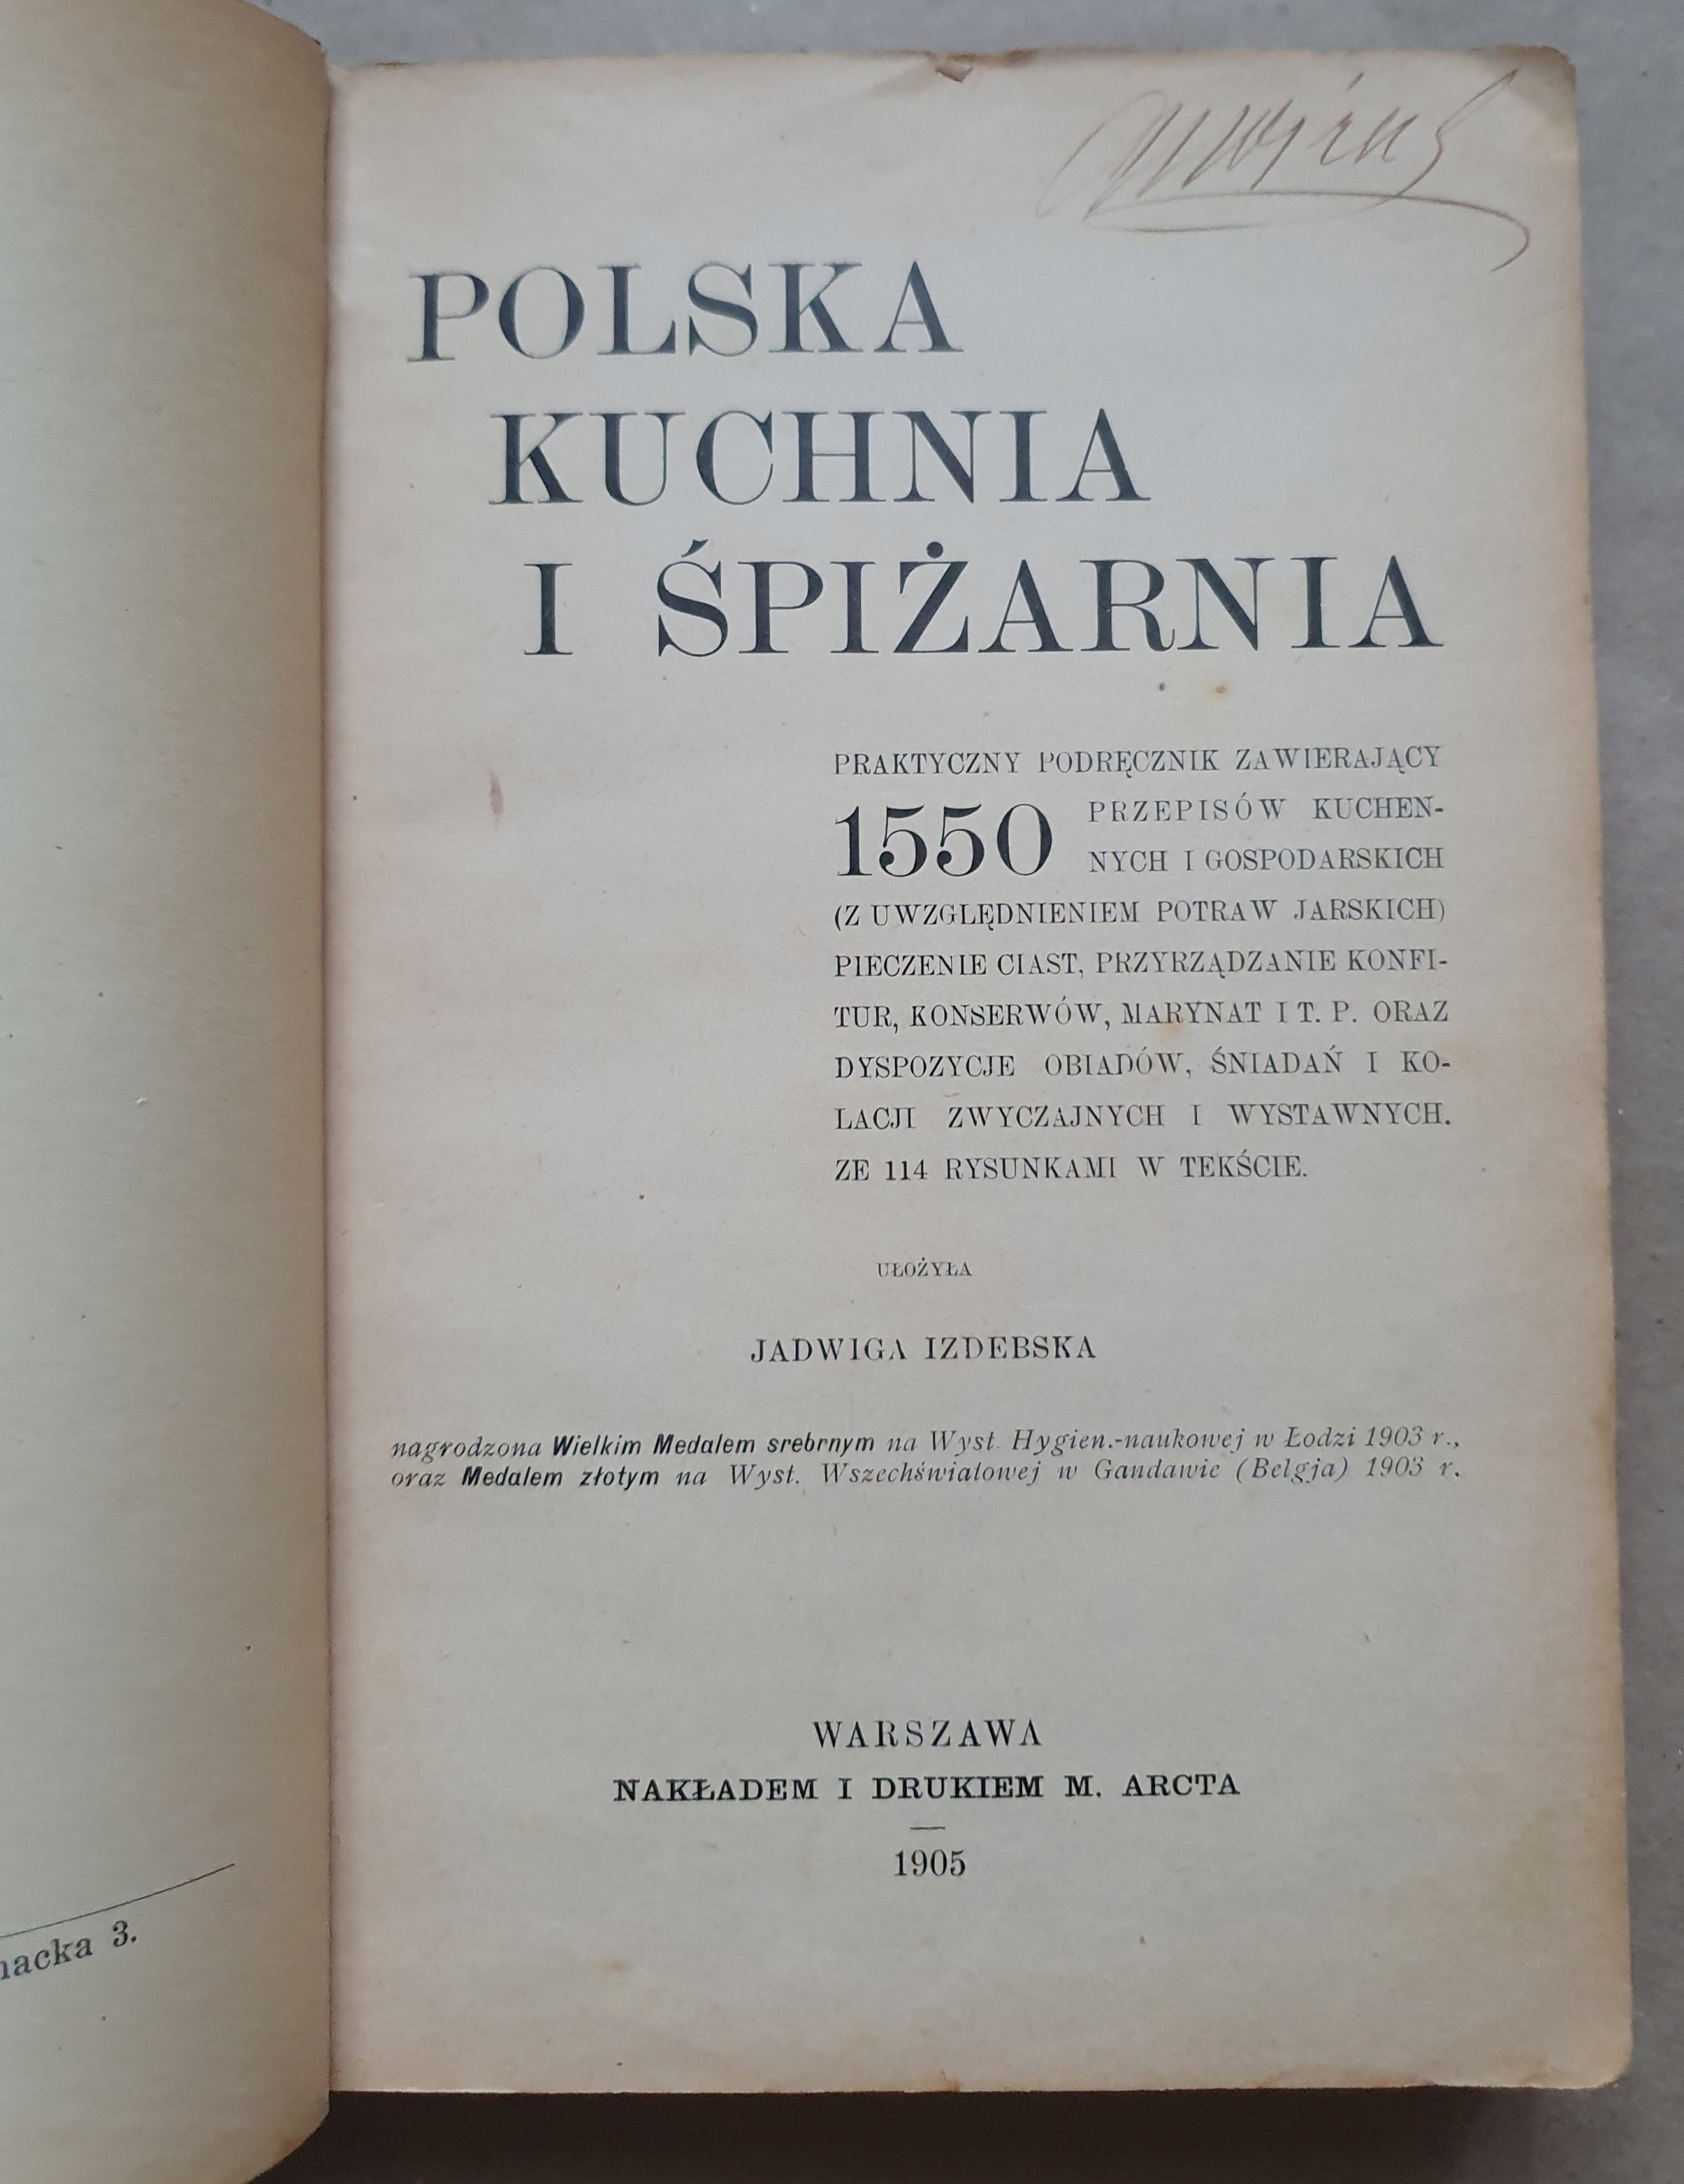 POLSKA
KUCHNIA
I ŚPIŻARNIA
PRAKTYCZNY PODRĘCZNIK ZAWIERAJĄCY
1550 PRZEPISÓW KUCHEN-
NYCH I GOSPODARSKICH
(Z UWZGLĘDNIENIEM POTRAW JARSKICH)
PIECZENIE CIAST, PRZYRZĄDZANIE KONFI-
TUR, KONSERWÓW, MARYNAT I T. P. ORAZ
DYSPOZYCJE OBIADÓW, ŚNIADAŃ I KO-
LACJI ZWYCZAJNYCH I WYSTAWNYCH.
ZE 114 RYSUNKAMI W TEKŚCIE.
UŁOŻYŁA
JADWIGA IZDEBSKA
nagrodzona Wielkim Medalem srebrnym na Wyst. Hygien.-naukowej w Łodzi 1903 r.,
oraz Medalem złotym na Wyst. Wszechświatowej w Gandawie (Belgja) 1903 r.
WARSZAWA
NAKŁADEM I DRUKIEM M. ARCTA
1905
nacka 3.